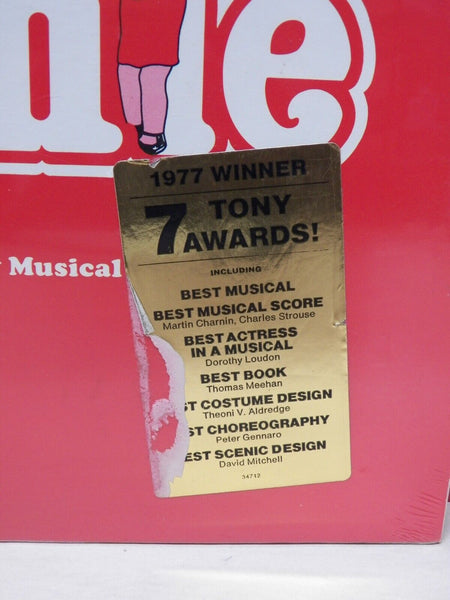 nie
Musical
1977 WINNER
7 TONY
AWARDS!
INCLUDING
BEST MUSICAL
BEST MUSICAL SCORE
Martin Charnin, Charles Strouse
BEST ACTRESS
IN A MUSICAL
Dorothy Loudon
BEST BOOK
Thomas Meehan
ST COSTUME DESIGN
Theoni V. Aldredge
ST CHOREOGRAPHY
Peter Gennaro
EST SCENIC DESIGN
David Mitchell
34712